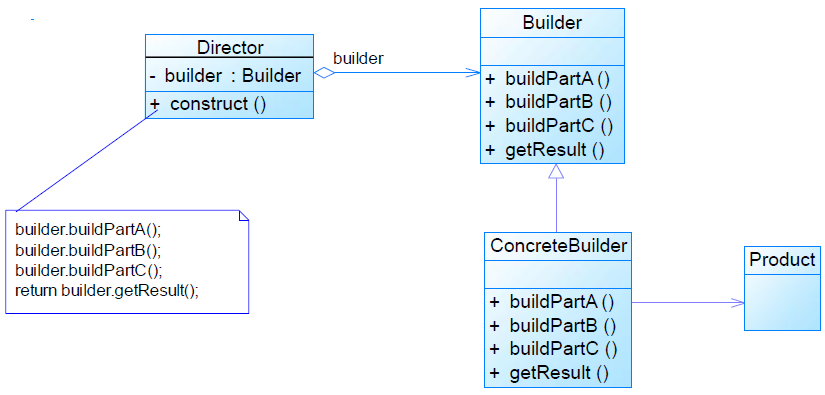 Director
- builder : Builder
+ construct ()
builder
Builder
+ buildPartA ()
+ buildPartB ()
+ buildPartC ()
+ getResult ()
builder.buildPartA();
builder.buildPartB();
builder.buildPartC();
return builder.getResult();
ConcreteBuilder
+ buildPartA ()
+ buildPartB ()
+ buildPartC ()
+ getResult ()
Product